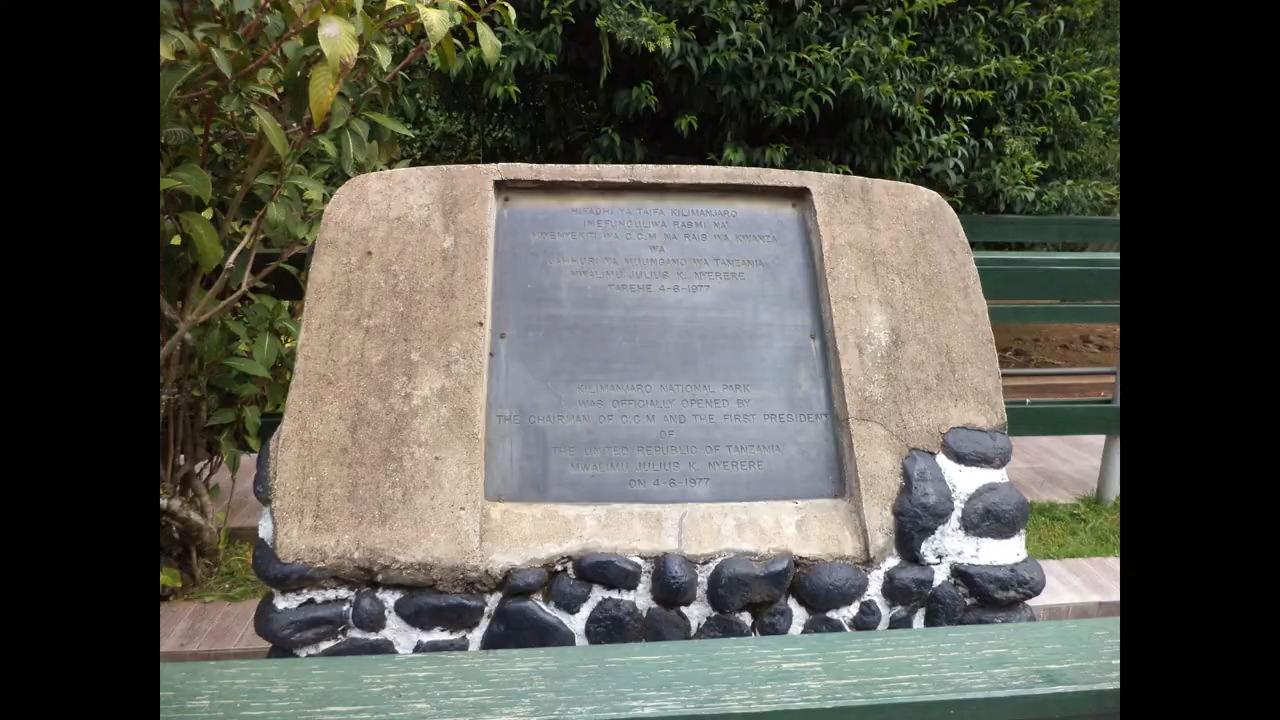 HIFADHI YA TAIFA KILIMANJARO
IMEFUNGULIWA RASMI NA
MWENYEKITI WA C.C.M NA RAIS WA KWANZA
WA
JAMHURI YA MUUNGANO WA TANZANIA
MWALIMU JULIUS K. NYERERE
TAREHE 4-6-1977
KILIMANJARO NATIONAL PARK
WAS OFFICIALLY OPENED BY
THE CHAIRMAN OF C.C.M AND THE FIRST PRESIDENT
OF
THE UNITED REPUBLIC OF TANZANIA
MWALIMU JULIUS K. NYERERE
ON 4-6-1977